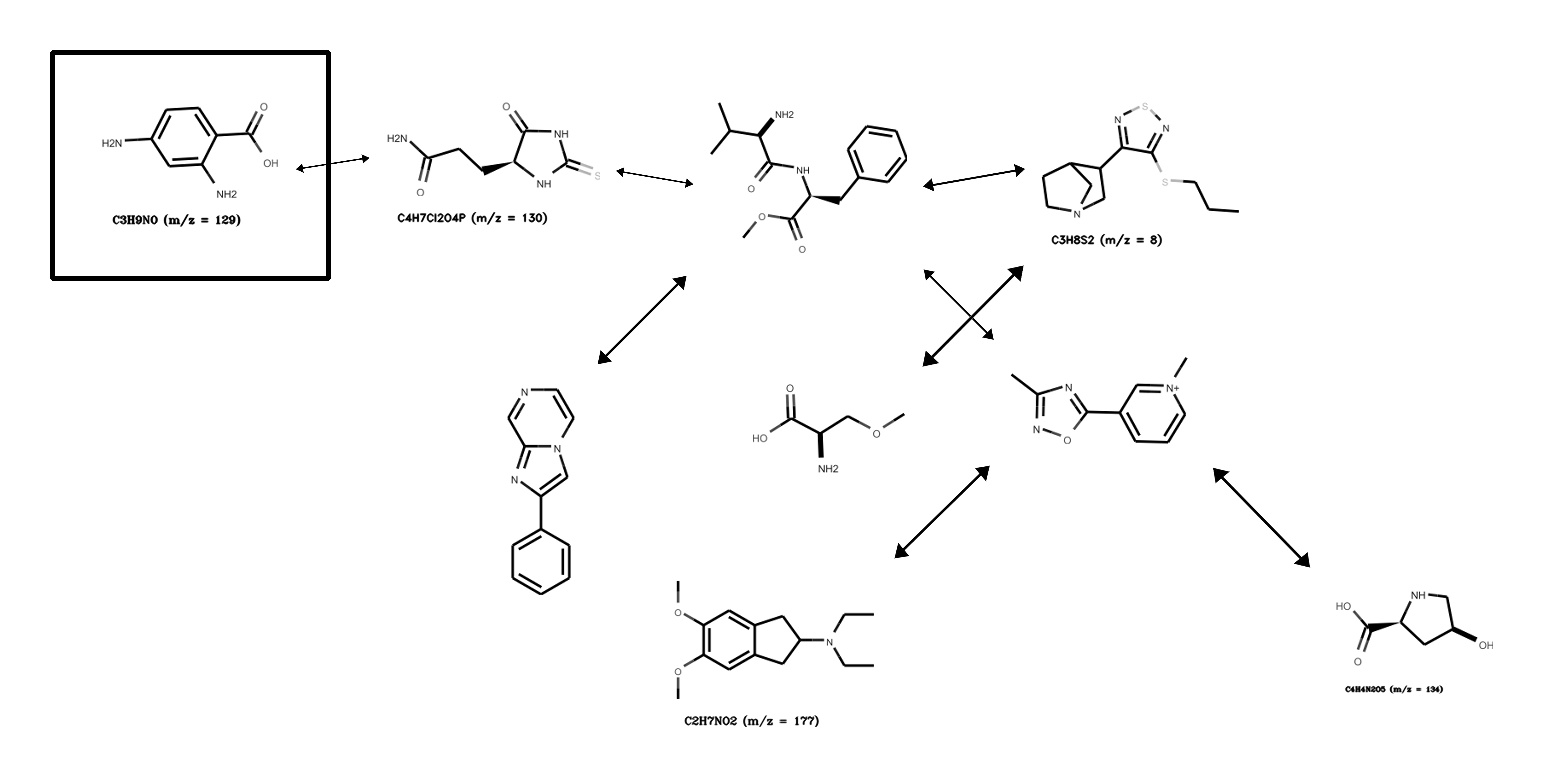 O
OH
H2N
NH2
C3H9NO (m/z = 129)
O
NH
H2N
S
NH
O
C4H7Cl2O4P (m/z = 130)
NH2
NH
O
O
O
S
N
N
S
N
C3H8S2 (m/z = 8)
N
N
N
O
HO
O
NH2
N+
N
N
O
O
N
O
C2H7NO2 (m/z = 177)
NH
HO
OH
O
C4H4N2O5 (m/z = 134)